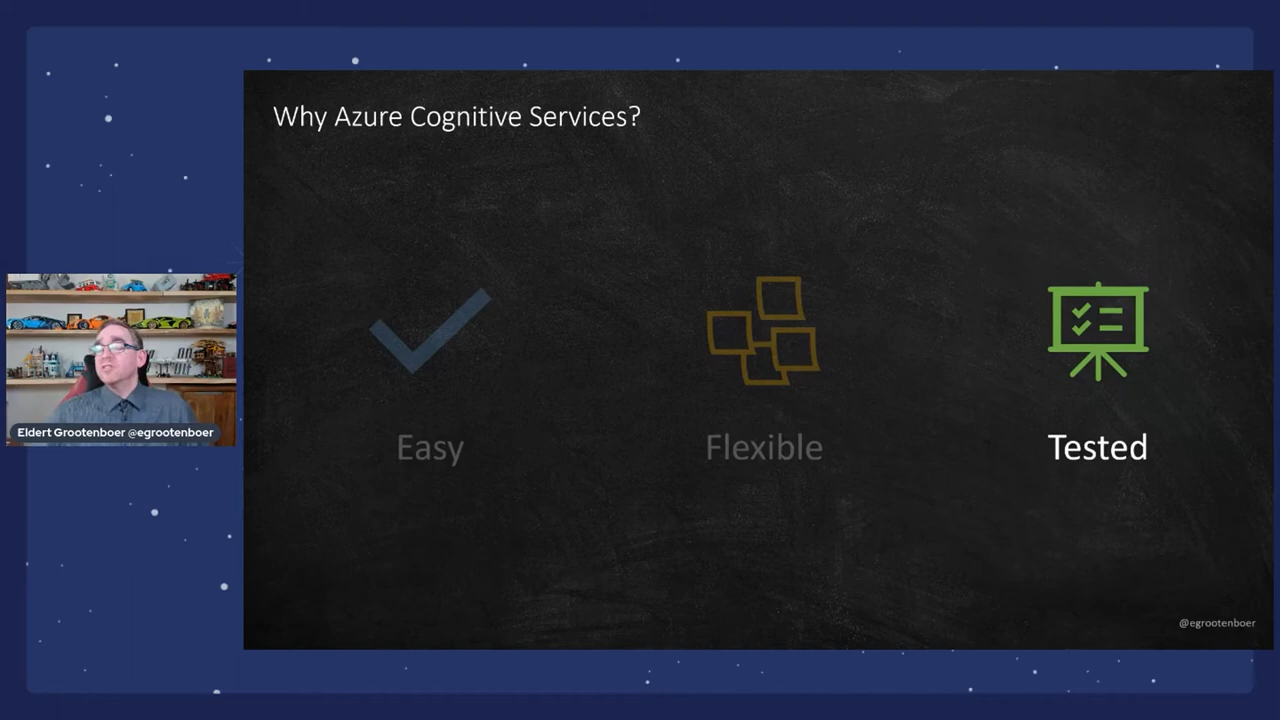 Why Azure Cognitive Services?
Easy
Flexible
Tested
Eldert Grootenboer @egrootenboer
@egrootenboer